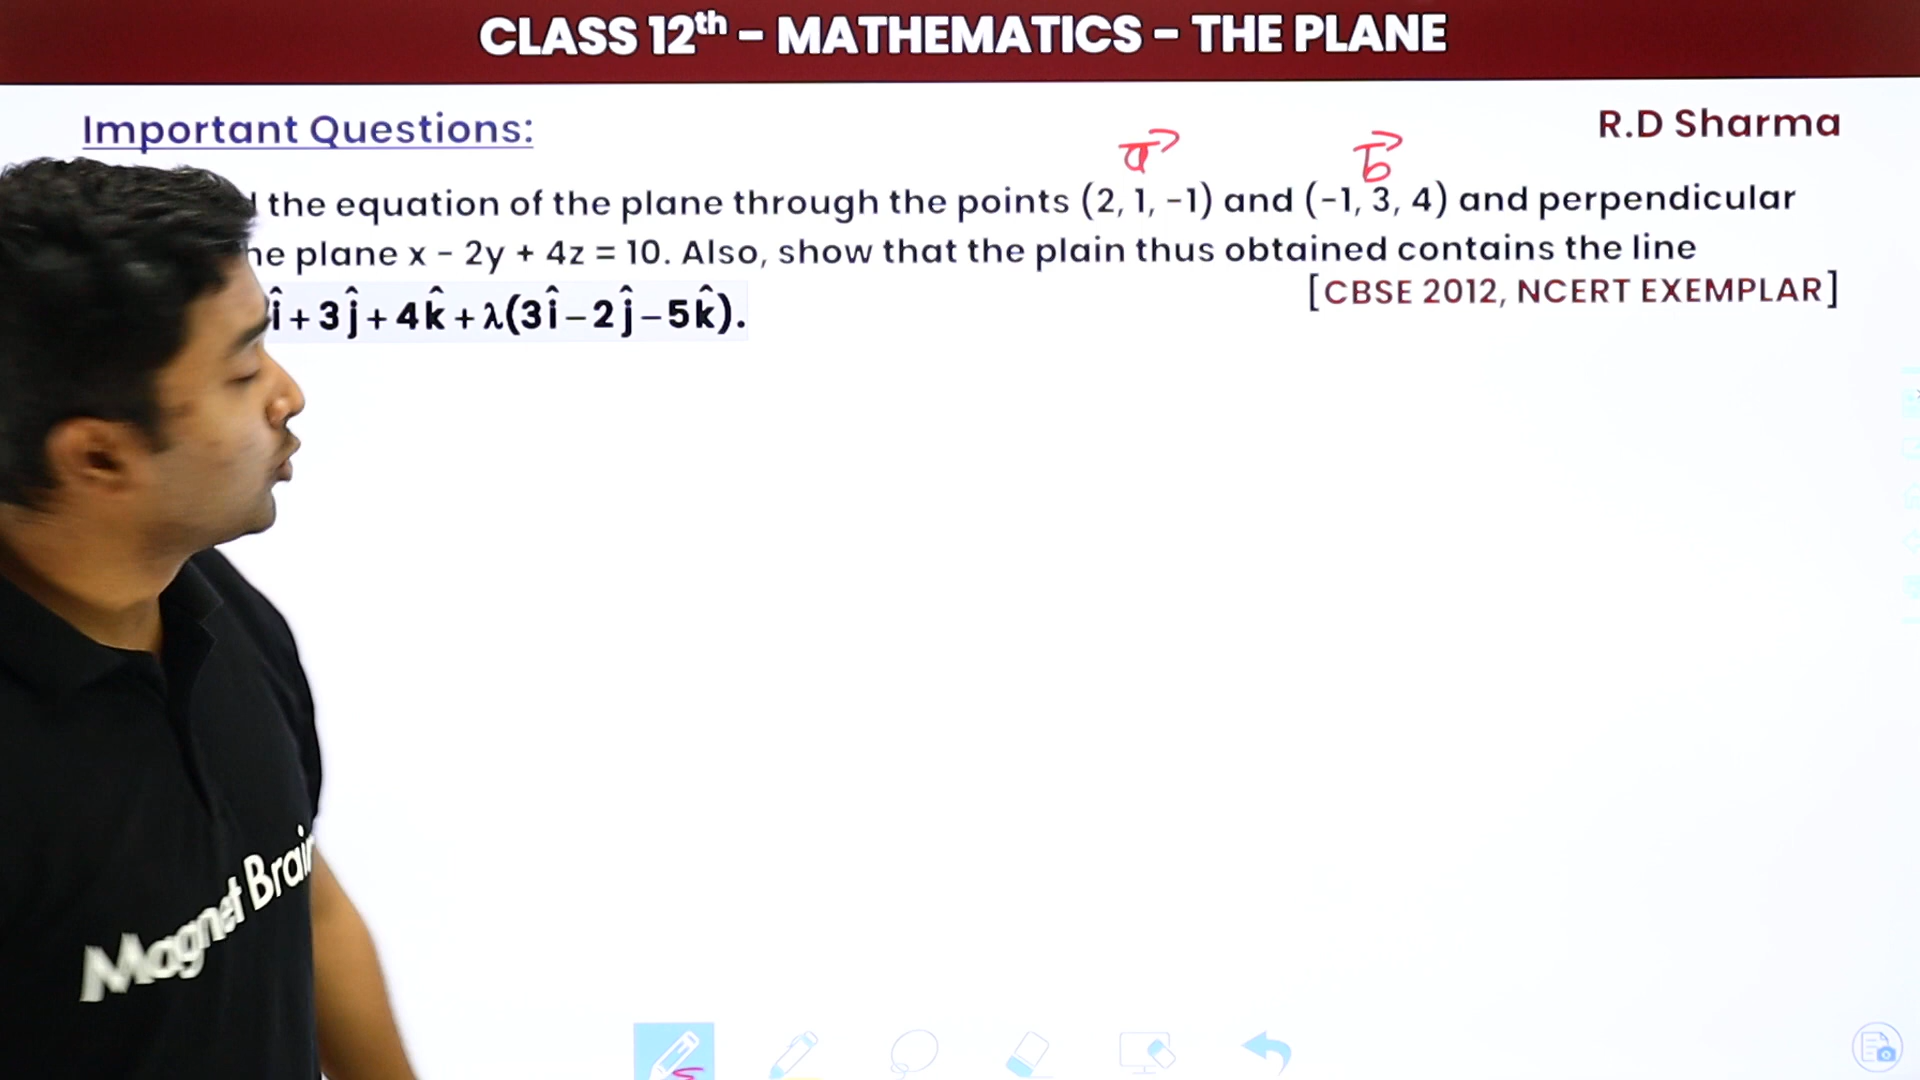 CLASS 12th – MATHEMATICS – THE PLANE
Important Questions:
R.D Sharma
a⃗ b⃗
the equation of the plane through the points (2, 1, −1) and (−1, 3, 4) and perpendicular
plane x − 2y + 4z = 10. Also, show that the plain thus obtained contains the line
[CBSE 2012, NCERT EXEMPLAR]
î + 3ĵ + 4k̂ + λ(3î − 2ĵ − 5k̂).
Magnet